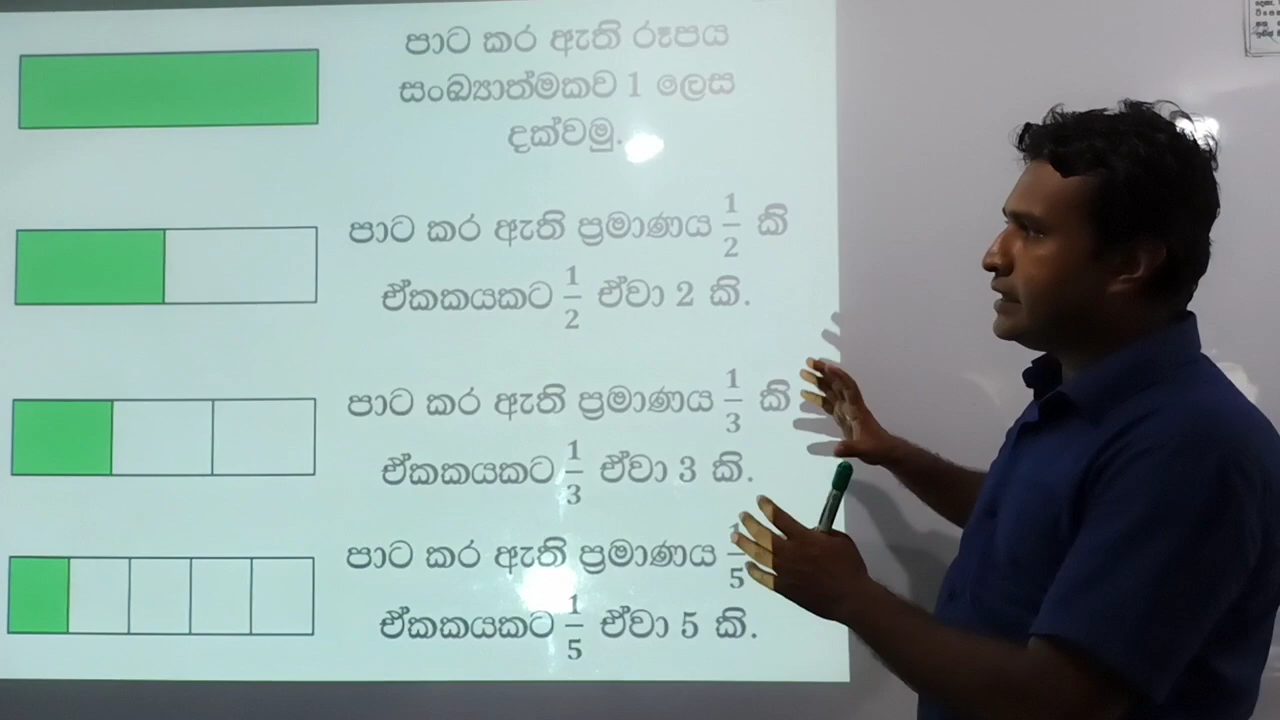 පාට කර ඇති රූපය
සංඛ්‍යාත්මකව 1 ලෙස
දක්වමු.
පාට කර ඇති ප්‍රමාණය 1/2 කි
ඒකකයකට 1/2 ඒවා 2 කි.
පාට කර ඇති ප්‍රමාණය 1/3 කි
ඒකකයකට 1/3 ඒවා 3 කි.
පාට කර ඇති ප්‍රමාණය 1/5
ඒකකයකට 1/5 ඒවා 5 කි.